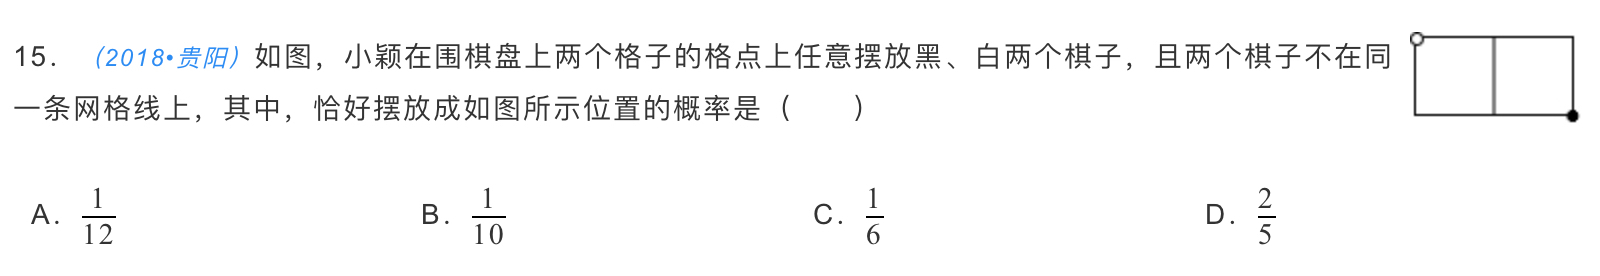 15. （2018•贵阳）如图，小颖在围棋盘上两个格子的格点上任意摆放黑、白两个棋子，且两个棋子不在同
一条网格线上，其中，恰好摆放成如图所示位置的概率是（　　）
A. 1/12　B. 1/10　C. 1/6　D. 2/5